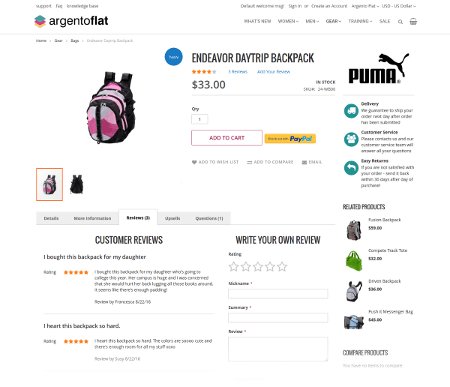 Support Faq Knowledge Base
Default welcome msg! Sign In or Create an Account Argento Flat USD - US Dollar
argentoflat
WHAT'S NEW WOMEN MEN GEAR TRAINING SALE
Home Gear Bags Endeavor Daytrip Backpack
New
ENDEAVOR DAYTRIP BACKPACK
3 Reviews Add Your Review
$33.00
IN STOCK
SKU#: 24-WB06
Qty
1
ADD TO CART
PayPal
ADD TO WISH LIST ADD TO COMPARE EMAIL
PUMA
Delivery
We guarantee to ship your
order next day after order
has been submitted
Customer Service
Please contact us and our
customer service team will
answer all your questions
Easy Returns
If you are not satisfied with
your order - send it back
within 30 days after day of
purchase!
Details More Information Reviews (3) Upsells Questions (1)
CUSTOMER REVIEWS
I bought this backpack for my daughter
Rating
I bought this backpack for my daughter who's going to
college this year. Her campus is huge and I was concerned
that she would hurt her back lugging all these books around.
It seems like there's enough padding!
Review by Francesca 8/22/16
I heart this backpack so hard.
Rating
I heart this backpack so hard. The colors are soooo cute and
there's enough room for all my stuff xoxo
Review by Suzy 8/22/16
WRITE YOUR OWN REVIEW
Rating
Nickname *
Summary *
Review *
RELATED PRODUCTS
Fusion Backpack
$59.00
Compete Track Tote
$32.00
Driven Backpack
$36.00
Push It Messenger Bag
$45.00
COMPARE PRODUCTS
You have no items to compare.